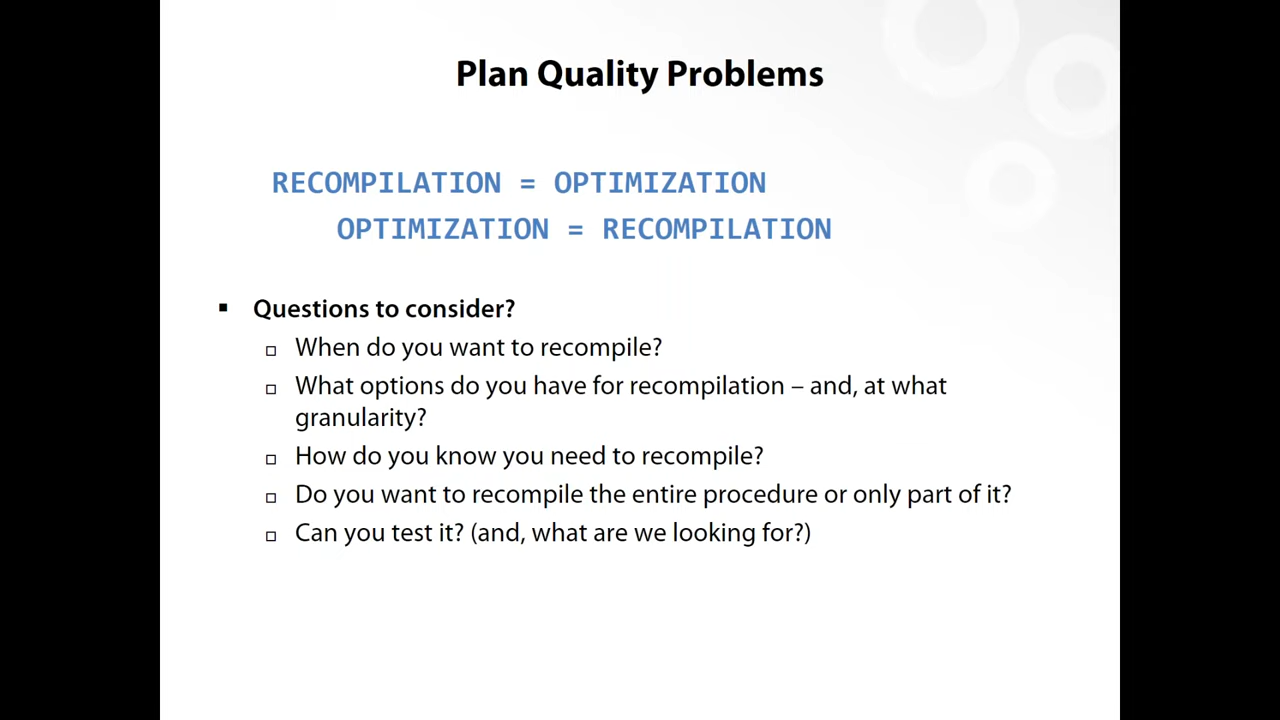 Plan Quality Problems
RECOMPILATION = OPTIMIZATION
OPTIMIZATION = RECOMPILATION
▪ Questions to consider?
▫ When do you want to recompile?
▫ What options do you have for recompilation – and, at what
granularity?
▫ How do you know you need to recompile?
▫ Do you want to recompile the entire procedure or only part of it?
▫ Can you test it? (and, what are we looking for?)